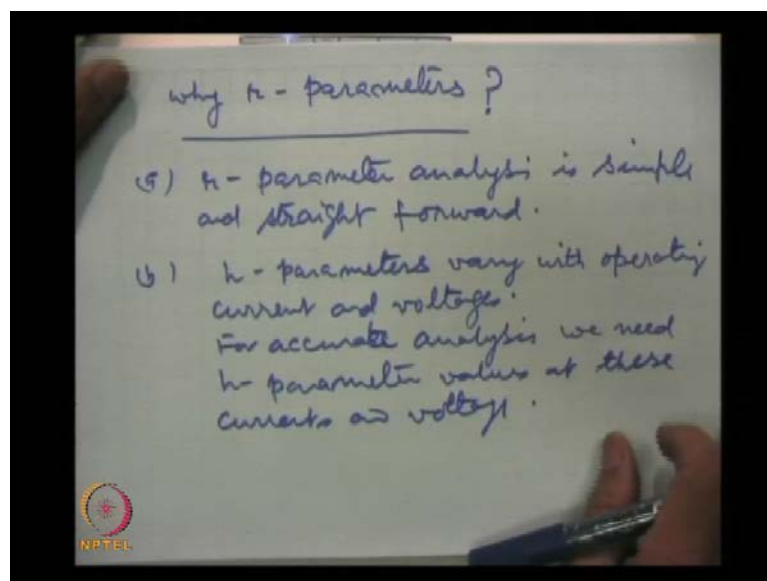 why r - parameters ?
(a) r - parameter analysis is simple
and straight forward.
(b) h - parameters vary with operating
current and voltages.
For accurate analysis we need
h - parameter values at these
currents and voltage.
NPTEL